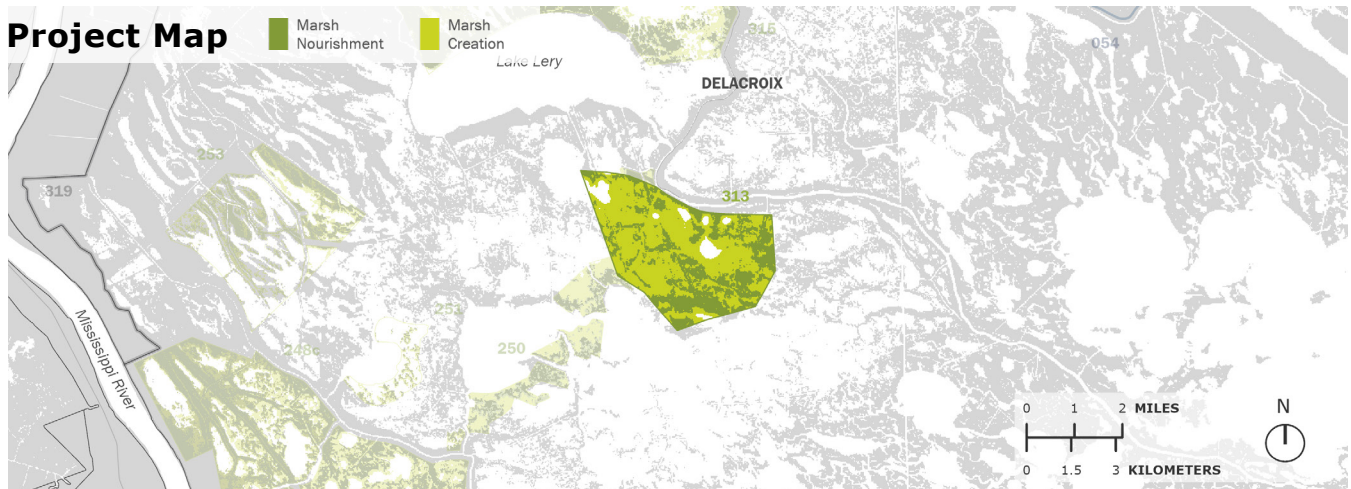 Project Map
Marsh
Nourishment
Marsh
Creation
Lake Lery
315
054
DELACROIX
253
319
313
251
250
248c
Mississippi River
0 1 2 MILES
0 1.5 3 KILOMETERS
N